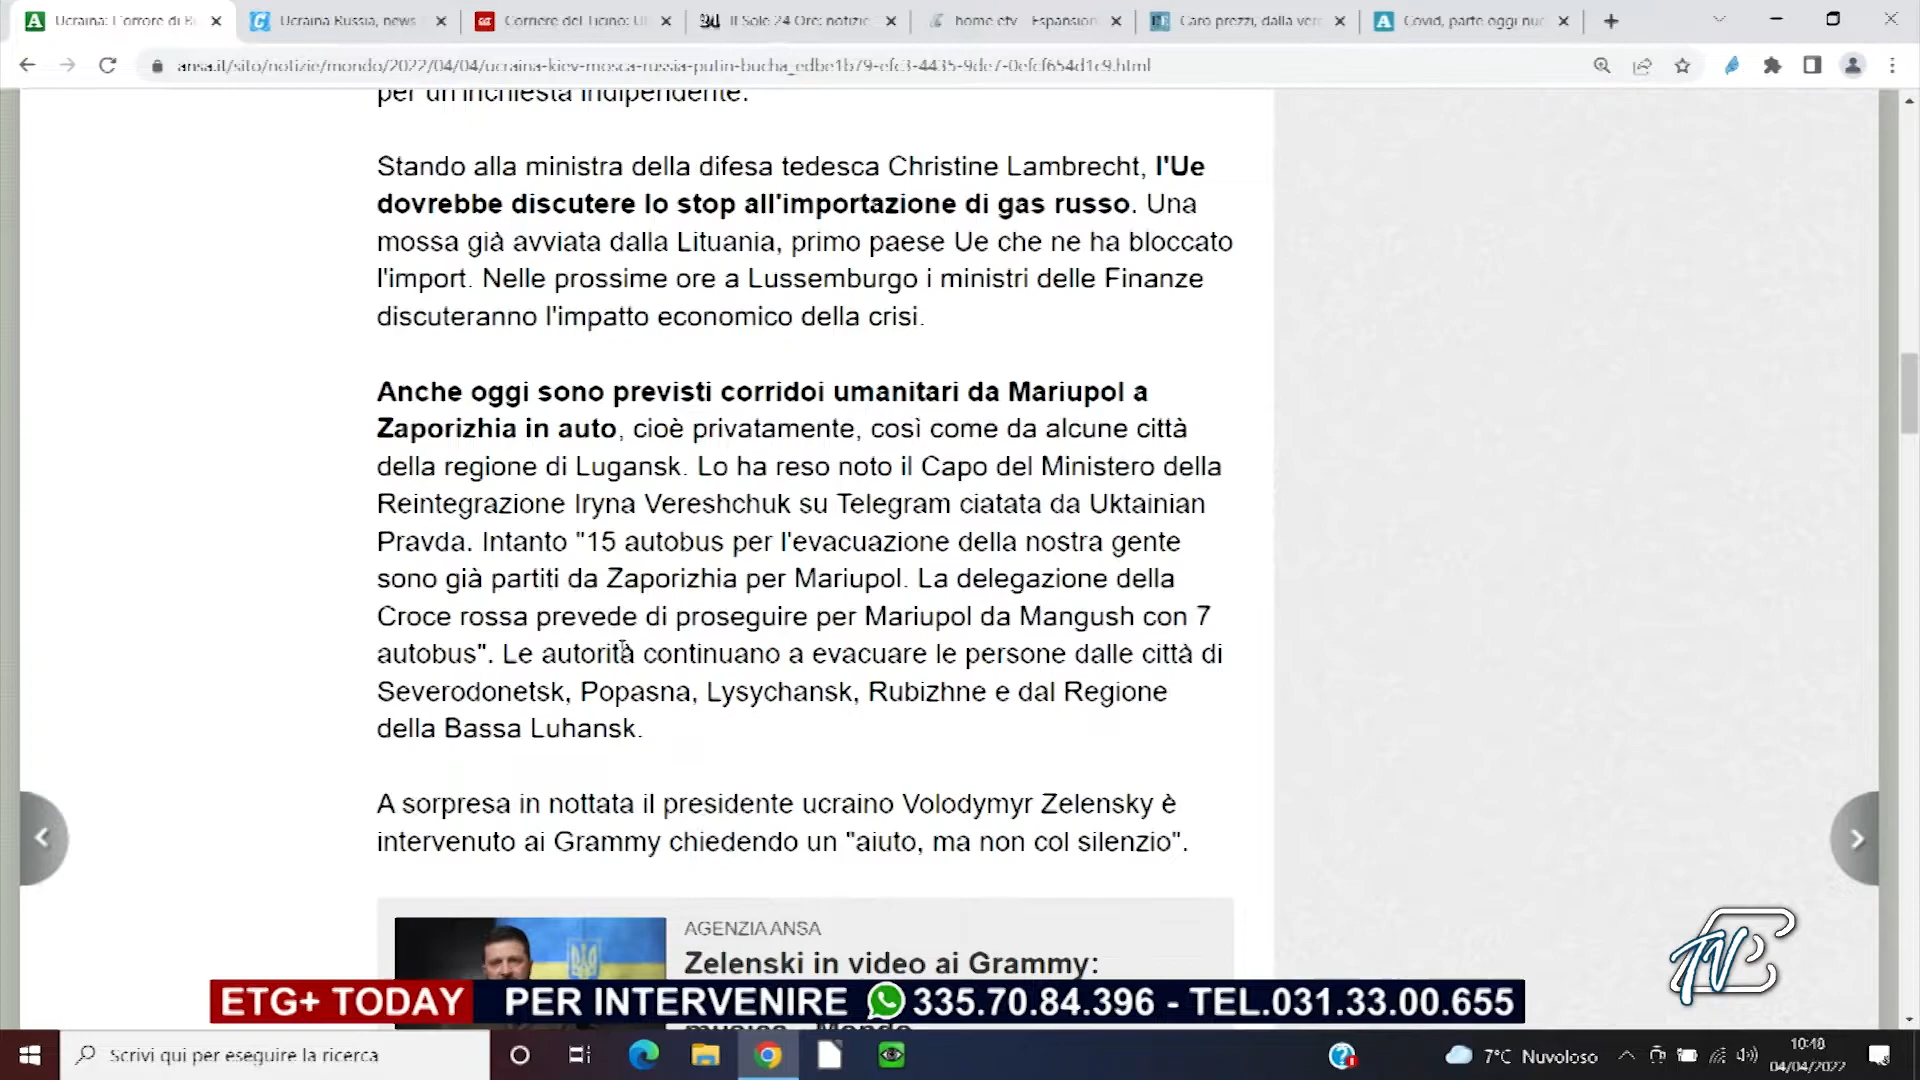 Ucraina: L'orrore di Bu
Ucraina Russia, news
Corriere del Ticino: Ul
Il Sole 24 Ore: notizie
home etv - Espansion
Caro prezzi, dalla ver
Covid, parte oggi nuo
ansa.it/sito/notizie/mondo/2022/04/04/ucraina-kiev-mosca-russia-putin-bucha_edbe1b79-efc3-4435-9de7-0efcf654d1c9.html
per un'inchiesta indipendente.
Stando alla ministra della difesa tedesca Christine Lambrecht, l'Ue
dovrebbe discutere lo stop all'importazione di gas russo. Una
mossa già avviata dalla Lituania, primo paese Ue che ne ha bloccato
l'import. Nelle prossime ore a Lussemburgo i ministri delle Finanze
discuteranno l'impatto economico della crisi.
Anche oggi sono previsti corridoi umanitari da Mariupol a
Zaporizhia in auto, cioè privatamente, così come da alcune città
della regione di Lugansk. Lo ha reso noto il Capo del Ministero della
Reintegrazione Iryna Vereshchuk su Telegram ciatata da Uktainian
Pravda. Intanto "15 autobus per l'evacuazione della nostra gente
sono già partiti da Zaporizhia per Mariupol. La delegazione della
Croce rossa prevede di proseguire per Mariupol da Mangush con 7
autobus". Le autorità continuano a evacuare le persone dalle città di
Severodonetsk, Popasna, Lysychansk, Rubizhne e dal Regione
della Bassa Luhansk.
A sorpresa in nottata il presidente ucraino Volodymyr Zelensky è
intervenuto ai Grammy chiedendo un "aiuto, ma non col silenzio".
AGENZIA ANSA
Zelenski in video ai Grammy:
ETG+ TODAY PER INTERVENIRE 335.70.84.396 - TEL.031.33.00.655
Scrivi qui per eseguire la ricerca
7°C Nuvoloso
10:48
04/04/2022